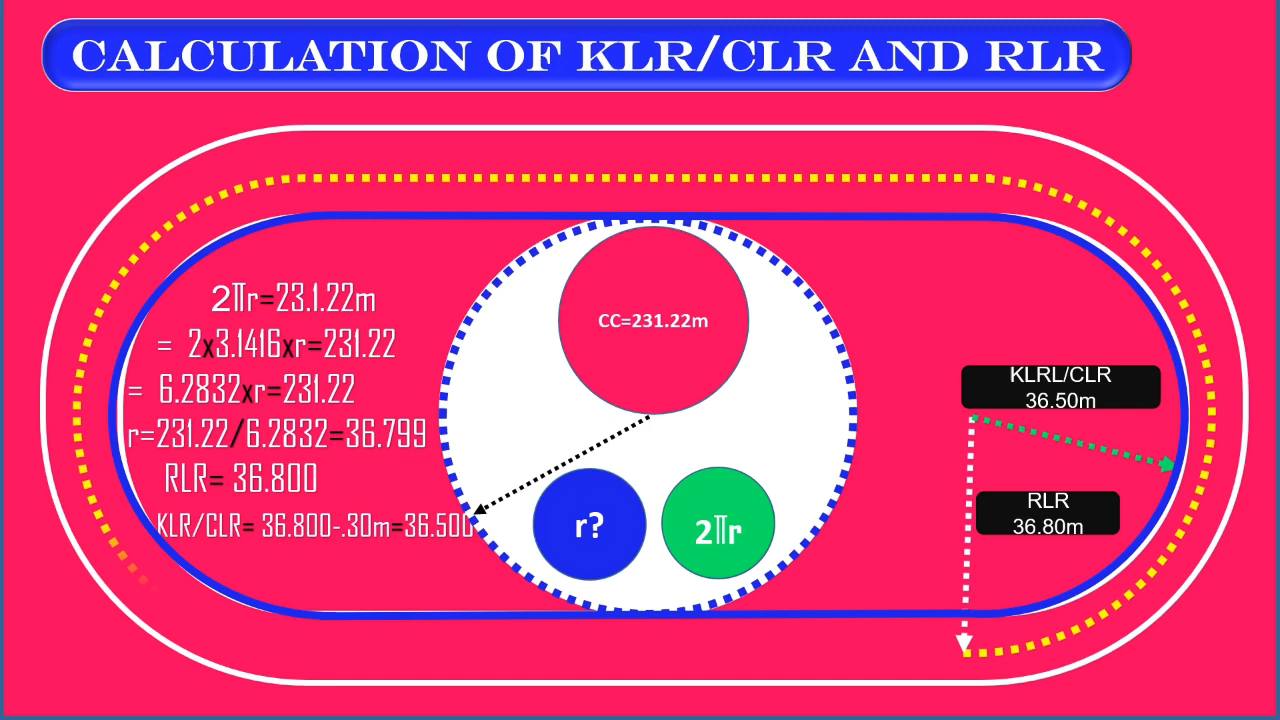 CALCULATION OF KLR/CLR AND RLR
2∏r=23.1.22m
= 2x3.1416xr=231.22
= 6.2832xr=231.22
r=231.22/6.2832=36.799
RLR= 36.800
KLR/CLR= 36.800-.30m=36.500
CC=231.22m
r?
2∏r
KLRL/CLR
36.50m
RLR
36.80m